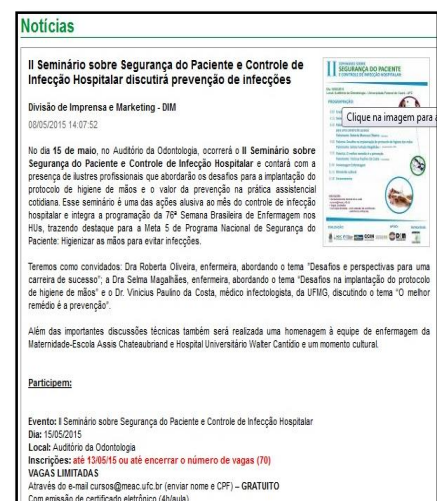 Notícias
II Seminário sobre Segurança do Paciente e Controle de
Infecção Hospitalar discutirá prevenção de infecções
Divisão de Imprensa e Marketing - DIM
08/05/2015 14:07:52
No dia 15 de maio, no Auditório da Odontologia, ocorrerá o II Seminário sobre
Segurança do Paciente e Controle de Infecção Hospitalar e contará com a
presença de ilustres profissionais que abordarão os desafios para a implantação do
protocolo de higiene de mãos e o valor da prevenção na prática assistencial
cotidiana. Esse seminário é uma das ações alusiva ao mês do controle de infecção
hospitalar e integra a programação da 76ª Semana Brasileira de Enfermagem nos
HUs, trazendo destaque para a Meta 5 de Programa Nacional de Segurança do
Paciente: Higienizar as mãos para evitar infecções.
II
SEGURANÇA DO PACIENTE
Clique na imagem para a
Teremos como convidados: Dra Roberta Oliveira, enfermeira, abordando o tema "Desafios e perspectivas para uma
carreira de sucesso"; a Dra Selma Magalhães, enfermeira, abordando o tema "Desafios na implantação do protocolo
de higiene de mãos" e o Dr. Vinicius Paulino da Costa, médico infectologista, da UFMG, discutindo o tema "O melhor
remédio é a prevenção".
Além das importantes discussões técnicas também será realizada uma homenagem à equipe de enfermagem da
Maternidade-Escola Assis Chateaubriand e Hospital Universitário Walter Cantídio e um momento cultural.
Participem:
Evento: I Seminário sobre Segurança do Paciente e Controle de Infecção Hospitalar
Dia: 15/05/2015
Local: Auditório da Odontologia
Inscrições: até 13/05/15 ou até encerrar o número de vagas (70)
VAGAS LIMITADAS
Através do e-mail cursos@meac.ufc.br (enviar nome e CPF) – GRATUITO
Com emissão de certificado eletrônico (4h/aula)